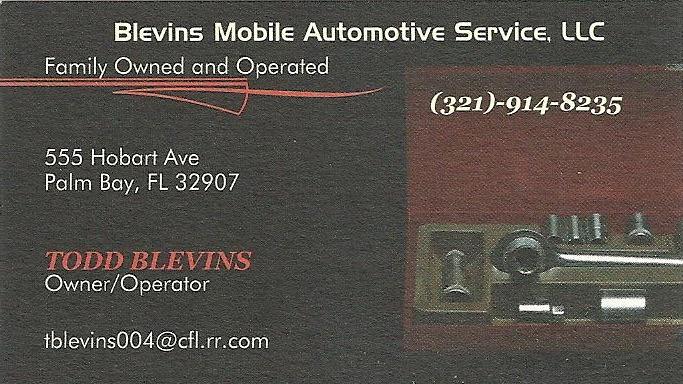 Blevins Mobile Automotive Service, LLC
Family Owned and Operated
(321)-914-8235
555 Hobart Ave
Palm Bay, FL 32907
TODD BLEVINS
Owner/Operator
tblevins004@cfl.rr.com